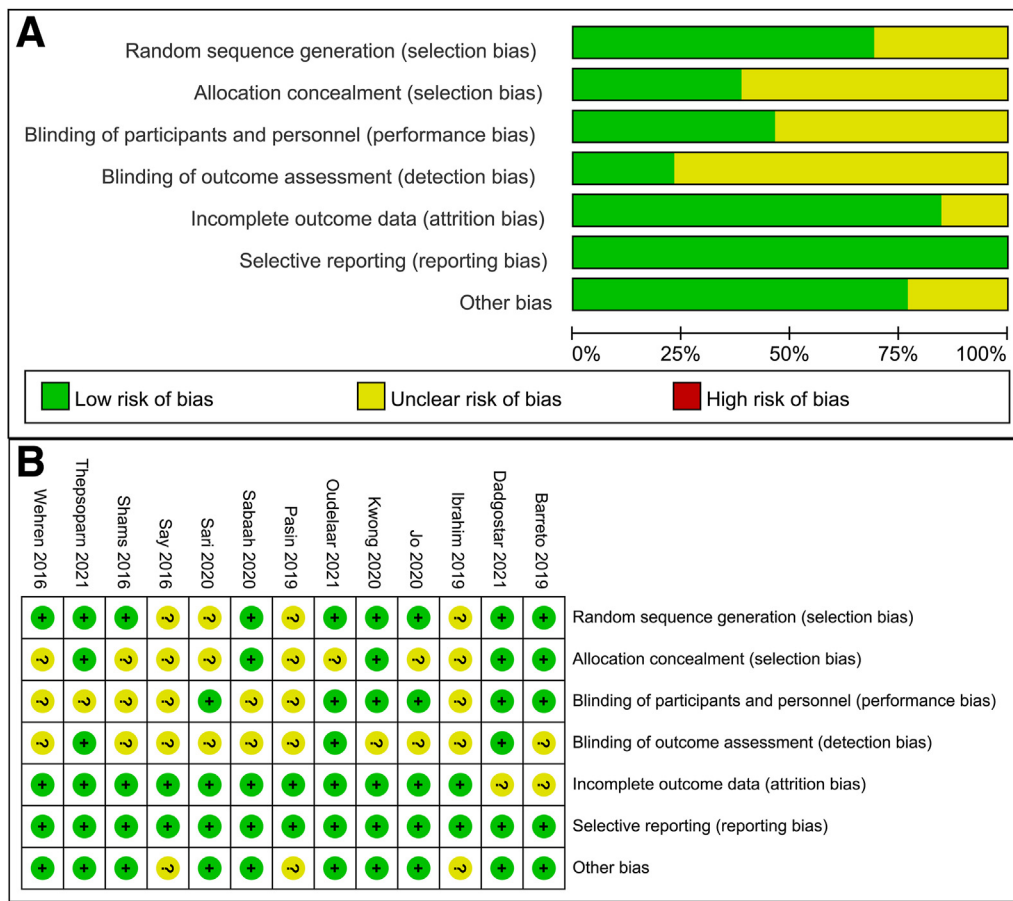 A
Random sequence generation (selection bias)
Allocation concealment (selection bias)
Blinding of participants and personnel (performance bias)
Blinding of outcome assessment (detection bias)
Incomplete outcome data (attrition bias)
Selective reporting (reporting bias)
Other bias
0% 25% 50% 75% 100%
Low risk of bias Unclear risk of bias High risk of bias
B
Wehren 2016
Thepsoparn 2021
Shams 2016
Say 2016
Sari 2020
Sabaah 2020
Pasin 2019
Oudelaar 2021
Kwong 2020
Jo 2020
Ibrahim 2019
Dadgostar 2021
Barreto 2019
+ + + ? ? + ? + + + ? + + Random sequence generation (selection bias)
? + ? ? ? + ? ? + ? ? + + Allocation concealment (selection bias)
? ? ? ? + ? ? + + + ? + + Blinding of participants and personnel (performance bias)
? + ? ? ? ? ? + ? ? ? + ? Blinding of outcome assessment (detection bias)
+ + + + + + + + + + + ? ? Incomplete outcome data (attrition bias)
+ + + + + + + + + + + + + Selective reporting (reporting bias)
+ + + ? + + ? + + + ? + + Other bias